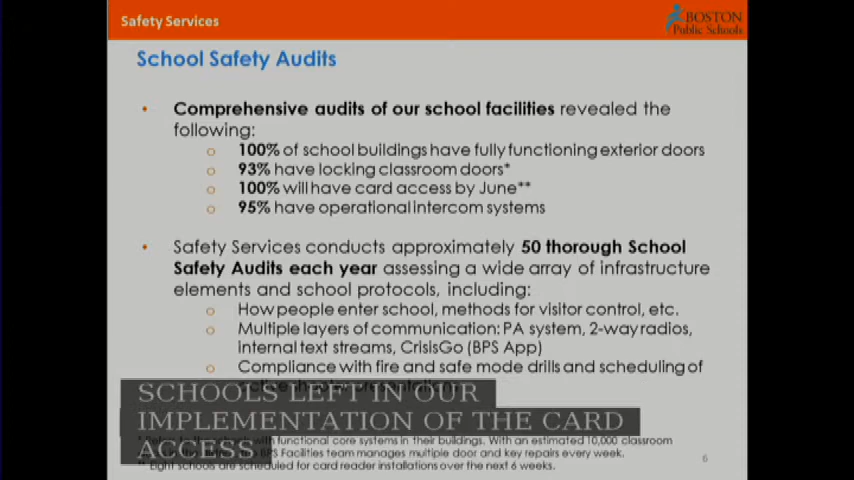 Safety Services
BOSTON
Public Schools
School Safety Audits
• Comprehensive audits of our school facilities revealed the
following:
o 100% of school buildings have fully functioning exterior doors
o 93% have locking classroom doors*
o 100% will have card access by June**
o 95% have operational intercom systems
• Safety Services conducts approximately 50 thorough School
Safety Audits each year assessing a wide array of infrastructure
elements and school protocols, including:
o How people enter school, methods for visitor control, etc.
o Multiple layers of communication: PA system, 2-way radios,
internal text streams, CrisisGo (BPS App)
o Compliance with fire and safe mode drills and scheduling of
SCHOOLS LEFT IN OUR
IMPLEMENTATION OF THE CARD
ACCESS
with functional core systems in their buildings. With an estimated 10,000 classroom
BPS Facilities team manages multiple door and key repairs every week.
** Eight schools are scheduled for card reader installations over the next 6 weeks.
6